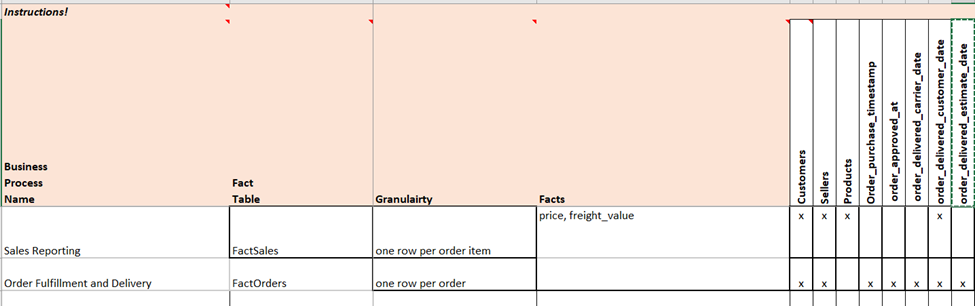 Instructions!
Business
Process
Name
Fact
Table
Granulairty
Facts
Customers
Sellers
Products
Order_purchase_timestamp
order_approved_at
order_delivered_carrier_date
order_delivered_customer_date
order_delivered_estimate_date
Sales Reporting
FactSales
one row per order item
price, freight_value
x x x x
Order Fulfillment and Delivery
FactOrders
one row per order
x x x x x x x